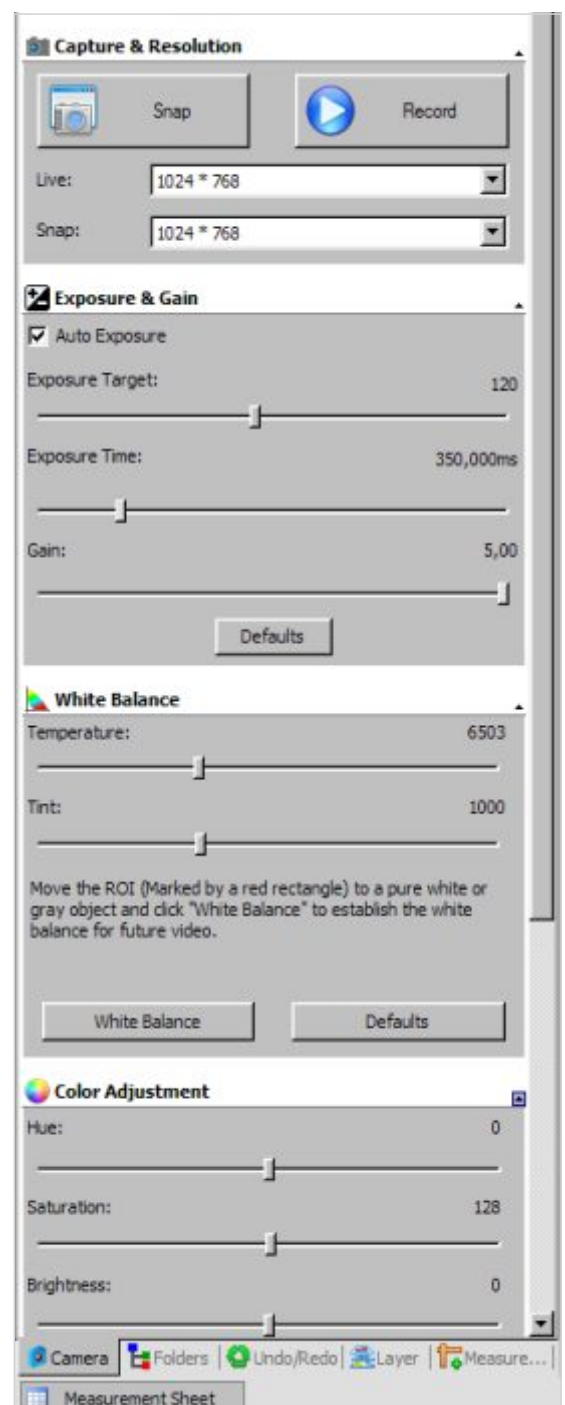 Capture & Resolution
Snap Record
Live: 1024 * 768
Snap: 1024 * 768
Exposure & Gain
Auto Exposure
Exposure Target: 120
Exposure Time: 350,000ms
Gain: 5,00
Defaults
White Balance
Temperature: 6503
Tint: 1000
Move the ROI (Marked by a red rectangle) to a pure white or
gray object and click "White Balance" to establish the white
balance for future video.
White Balance Defaults
Color Adjustment
Hue: 0
Saturation: 128
Brightness: 0
Camera Folders Undo/Redo Layer Measure...
Measurement Sheet